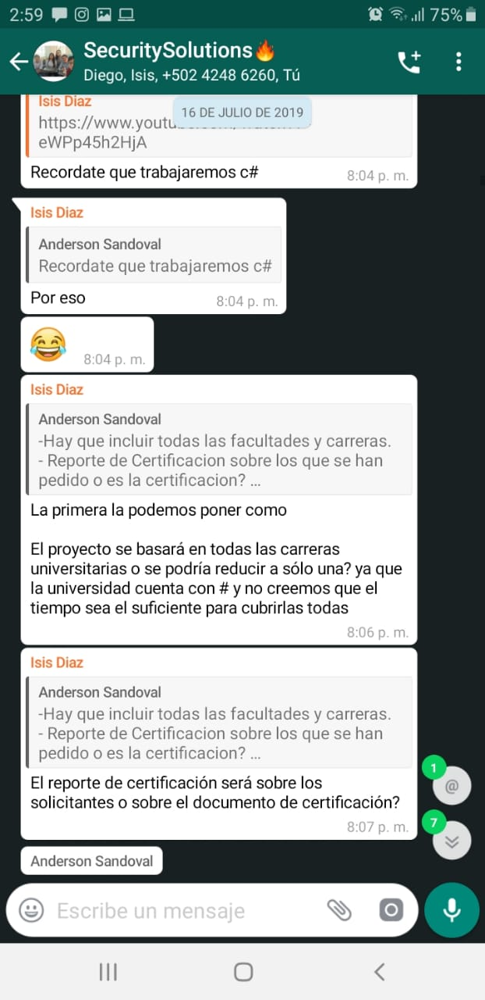 2:59
75%
SecuritySolutions🔥
Diego, Isis, +502 4248 6260, Tú
Isis Diaz
16 DE JULIO DE 2019
https://www.youtu
eWPp45h2HjA
Recordate que trabajaremos c#
8:04 p. m.
Isis Diaz
Anderson Sandoval
Recordate que trabajaremos c#
Por eso
8:04 p. m.
😂
8:04 p. m.
Isis Diaz
Anderson Sandoval
-Hay que incluir todas las facultades y carreras.
- Reporte de Certificacion sobre los que se han
pedido o es la certificacion? ...
La primera la podemos poner como
El proyecto se basará en todas las carreras
universitarias o se podría reducir a sólo una? ya que
la universidad cuenta con # y no creemos que el
tiempo sea el suficiente para cubrirlas todas
8:06 p. m.
Isis Diaz
Anderson Sandoval
-Hay que incluir todas las facultades y carreras.
- Reporte de Certificacion sobre los que se han
pedido o es la certificacion? ...
El reporte de certificación será sobre los
solicitantes o sobre el documento de certificación?
8:07 p. m.
1
@
7
Anderson Sandoval
Escribe un mensaje